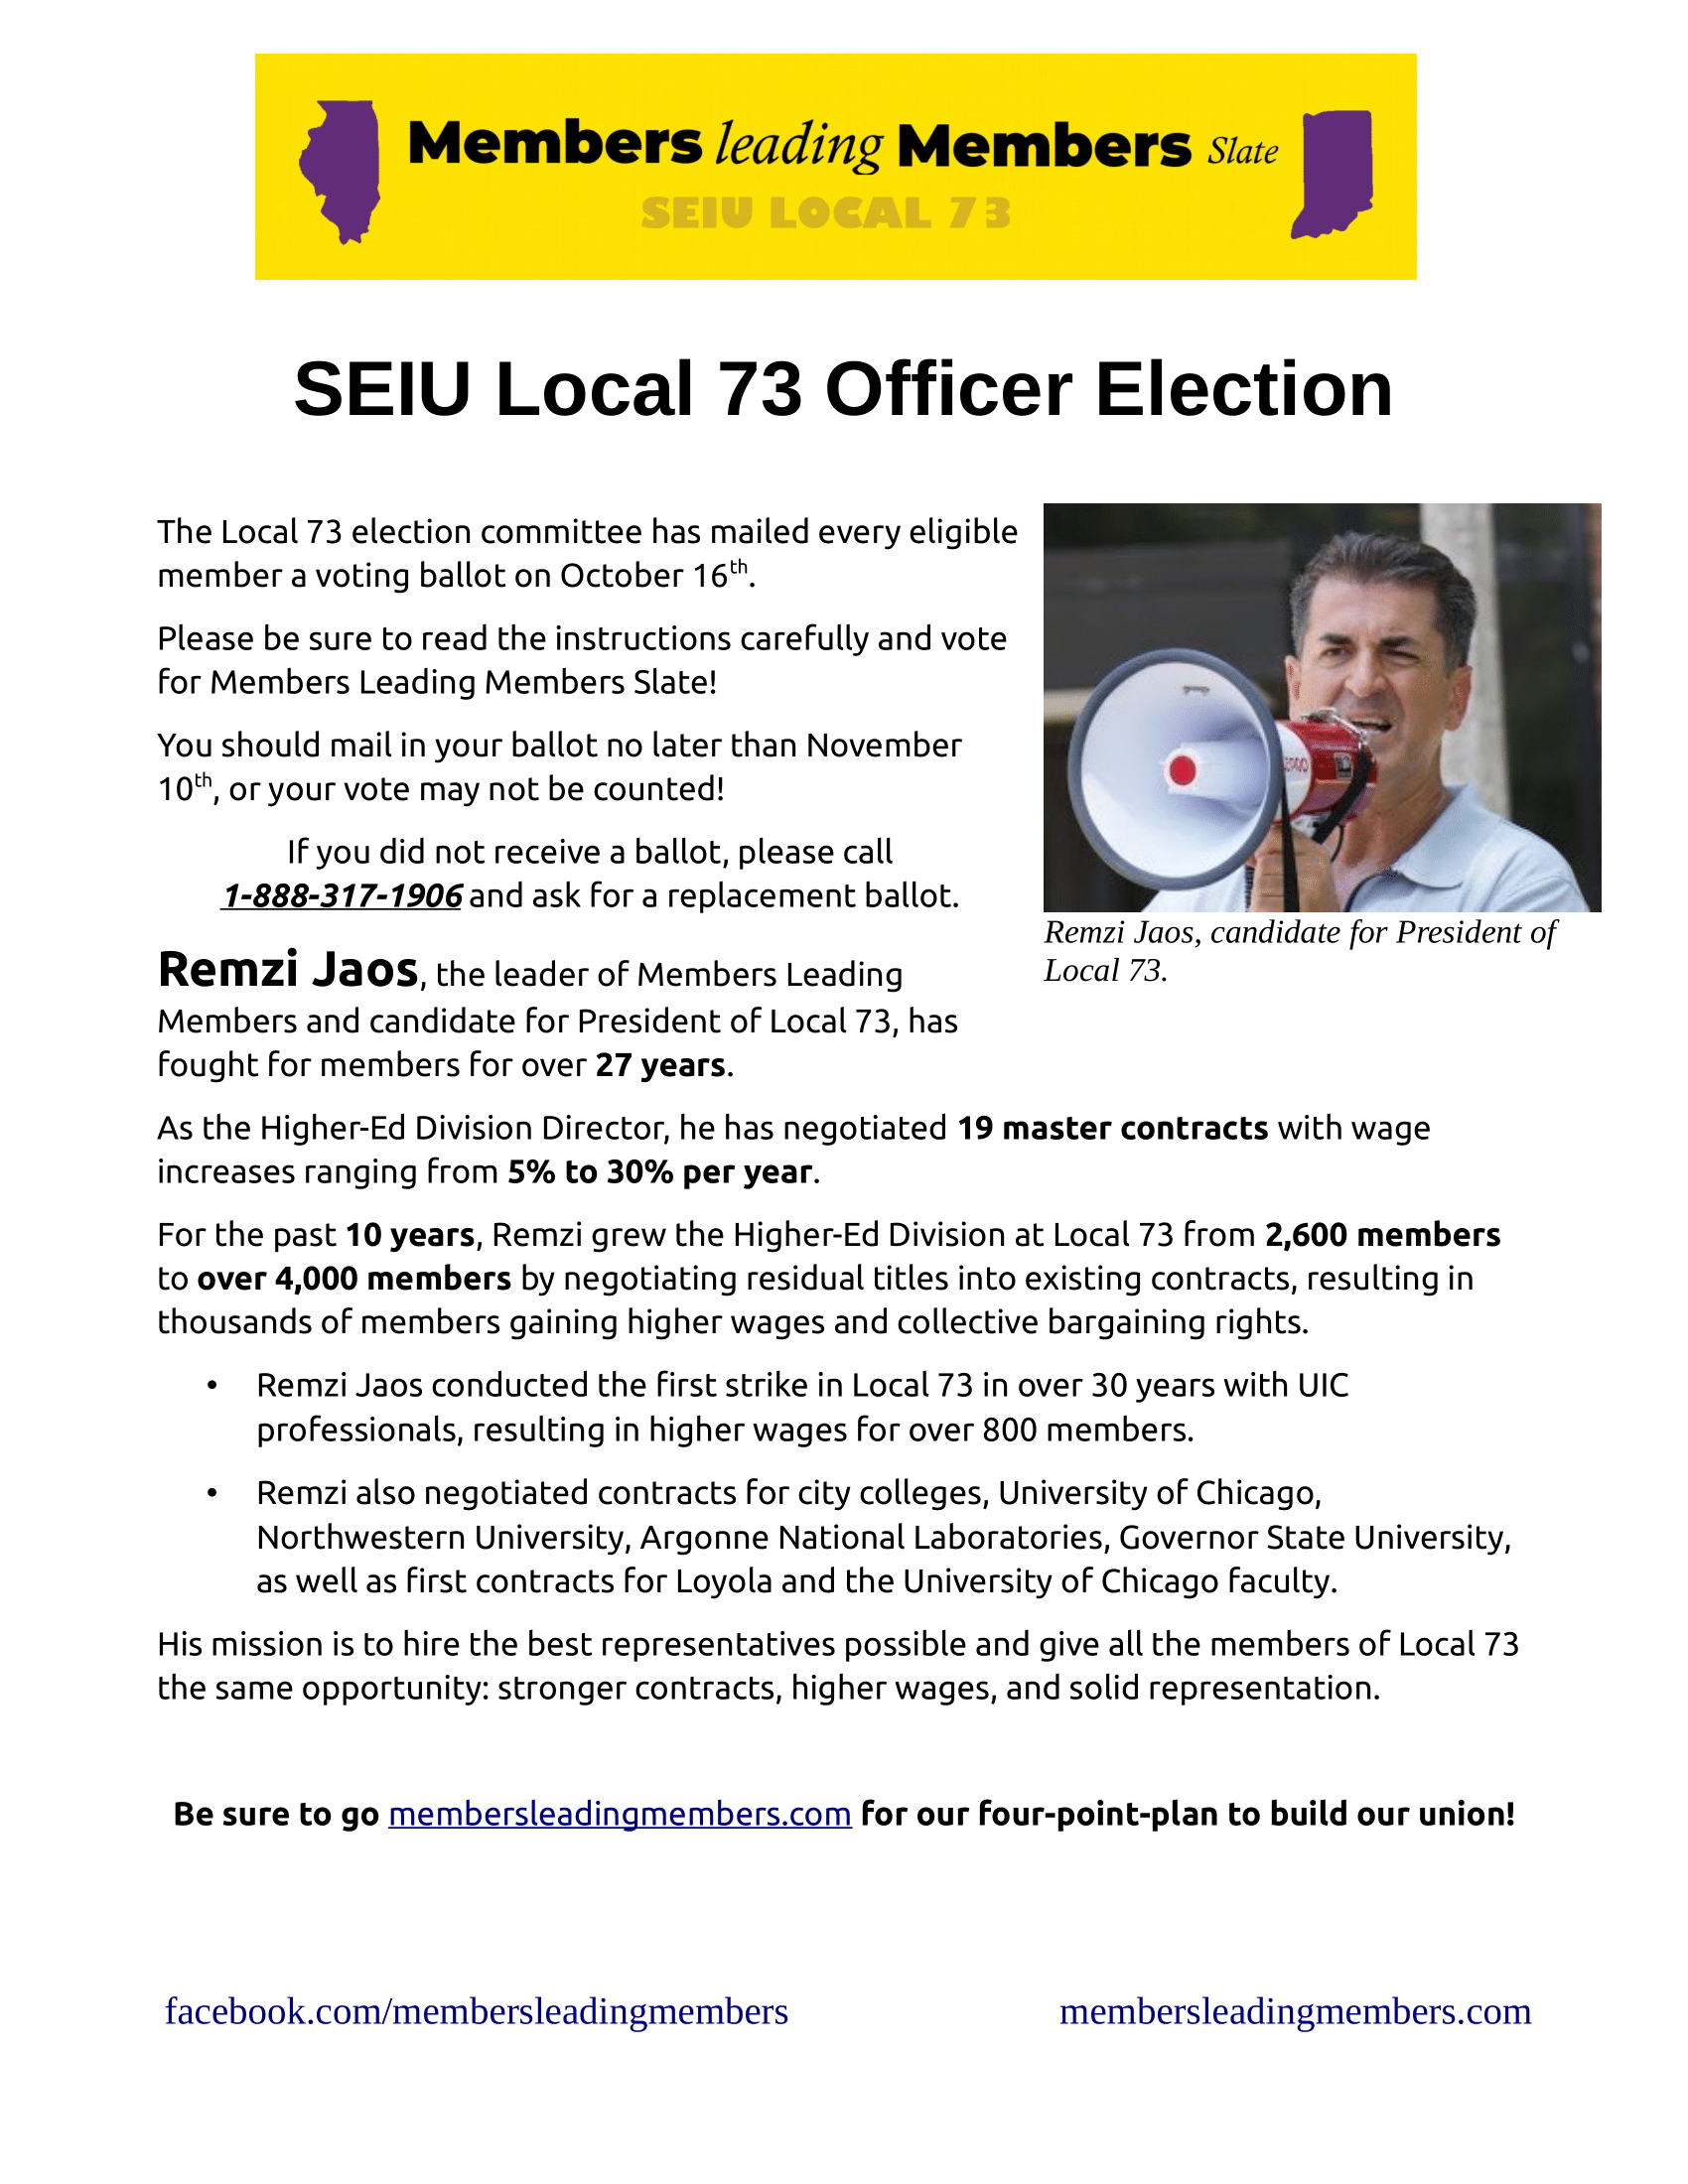 Members leading Members Slate
SEIU LOCAL 73
SEIU Local 73 Officer Election
The Local 73 election committee has mailed every eligible
member a voting ballot on October 16th.
Please be sure to read the instructions carefully and vote
for Members Leading Members Slate!
You should mail in your ballot no later than November
10th, or your vote may not be counted!
If you did not receive a ballot, please call
1-888-317-1906 and ask for a replacement ballot.
Remzi Jaos, candidate for President of
Local 73.
Remzi Jaos, the leader of Members Leading
Members and candidate for President of Local 73, has
fought for members for over 27 years.
As the Higher-Ed Division Director, he has negotiated 19 master contracts with wage
increases ranging from 5% to 30% per year.
For the past 10 years, Remzi grew the Higher-Ed Division at Local 73 from 2,600 members
to over 4,000 members by negotiating residual titles into existing contracts, resulting in
thousands of members gaining higher wages and collective bargaining rights.
• Remzi Jaos conducted the first strike in Local 73 in over 30 years with UIC
professionals, resulting in higher wages for over 800 members.
• Remzi also negotiated contracts for city colleges, University of Chicago,
Northwestern University, Argonne National Laboratories, Governor State University,
as well as first contracts for Loyola and the University of Chicago faculty.
His mission is to hire the best representatives possible and give all the members of Local 73
the same opportunity: stronger contracts, higher wages, and solid representation.
Be sure to go membersleadingmembers.com for our four-point-plan to build our union!
facebook.com/membersleadingmembers
membersleadingmembers.com